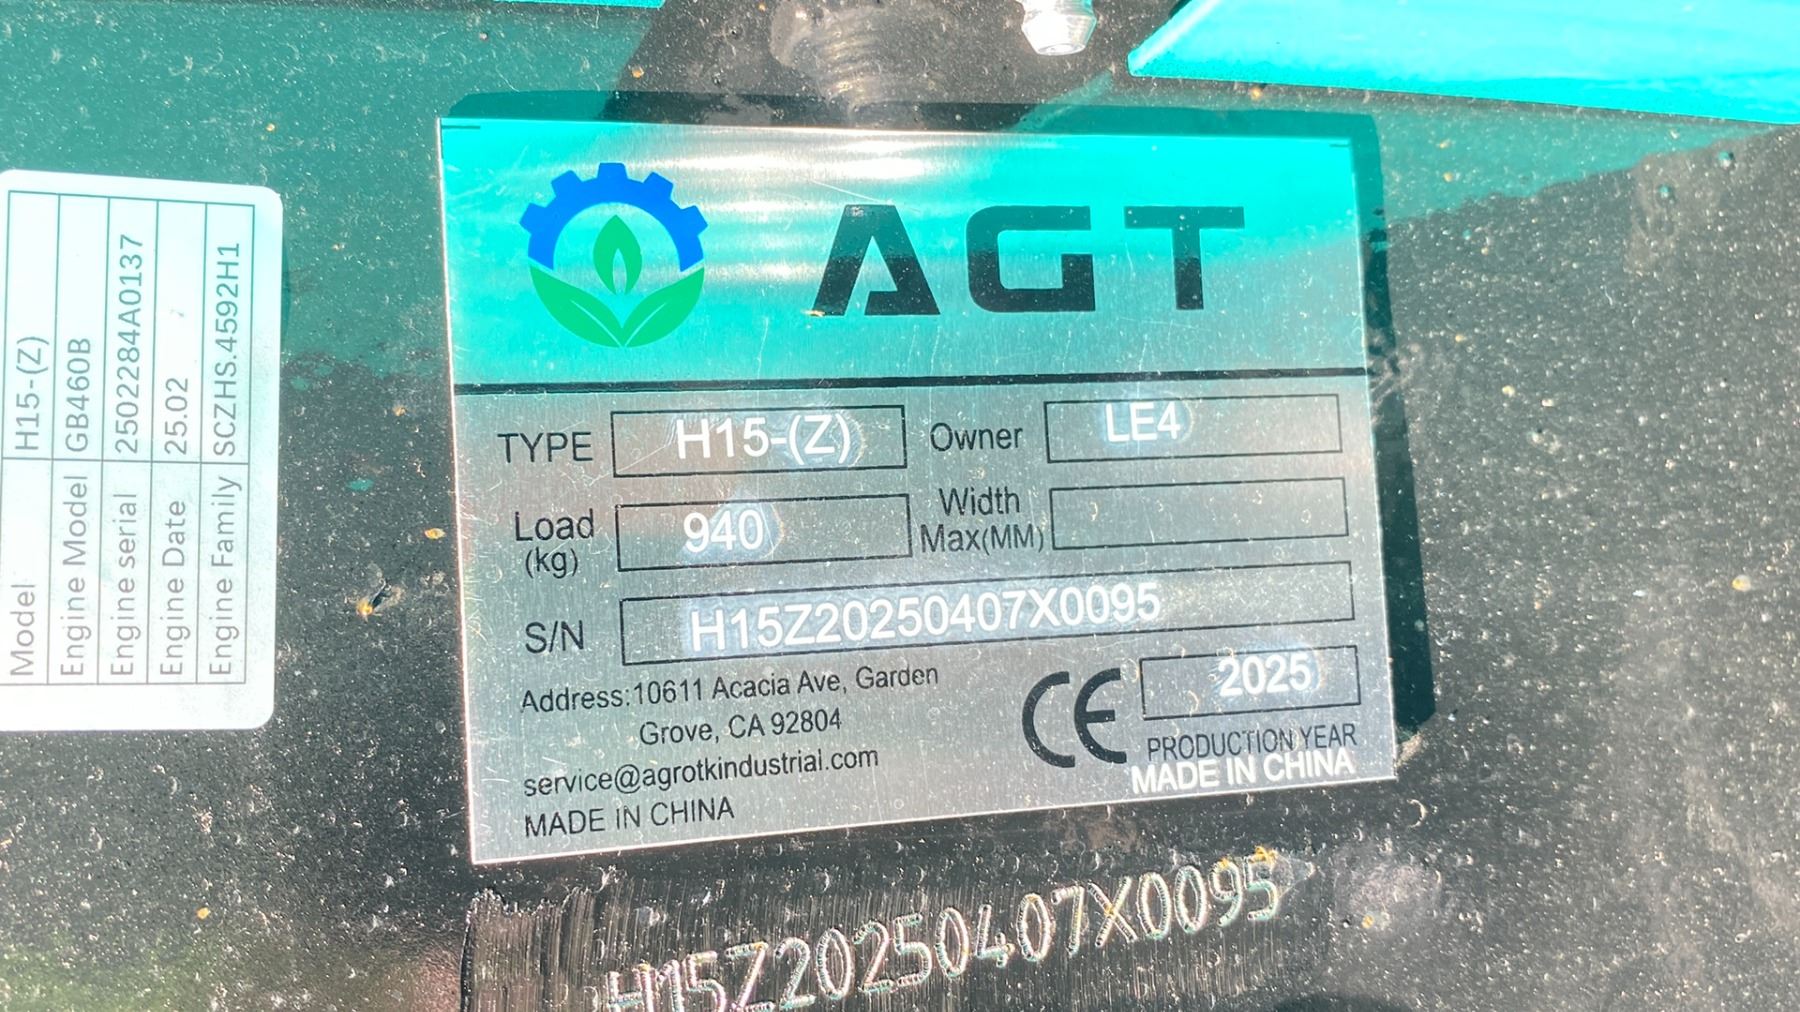 Model H15-(Z)
Engine Model GB460B
Engine serial 2502284A0137
Engine Date 25.02
Engine Family SCZHS.4592H1
AGT
TYPE H15-(Z) Owner LE4
Load (kg) 940 Width Max(MM)
S/N H15Z20250407X0095
Address:10611 Acacia Ave, Garden
Grove, CA 92804
service@agrotkindustrial.com
MADE IN CHINA
CE 2025
PRODUCTION YEAR
MADE IN CHINA
H15Z20250407X0095